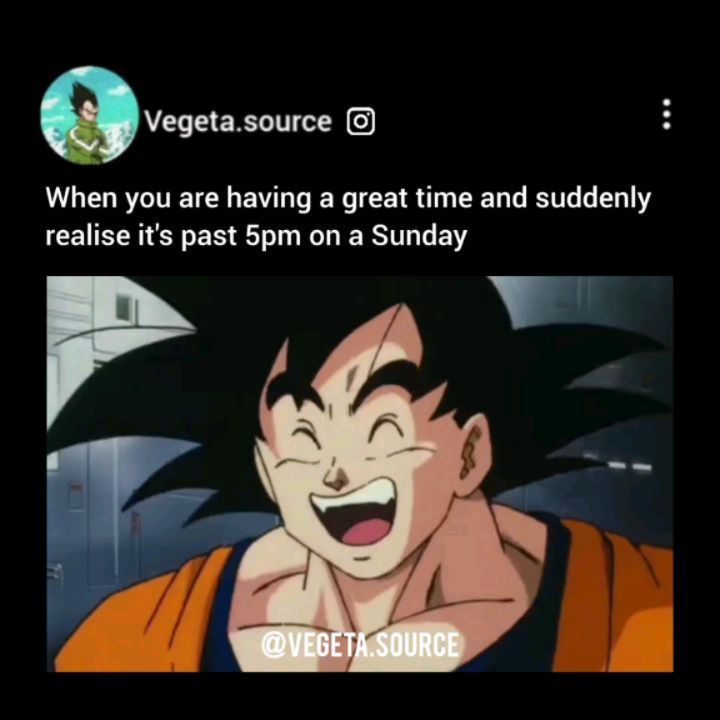 Vegeta.source
When you are having a great time and suddenly
realise it's past 5pm on a Sunday
@VEGETA.SOURCE